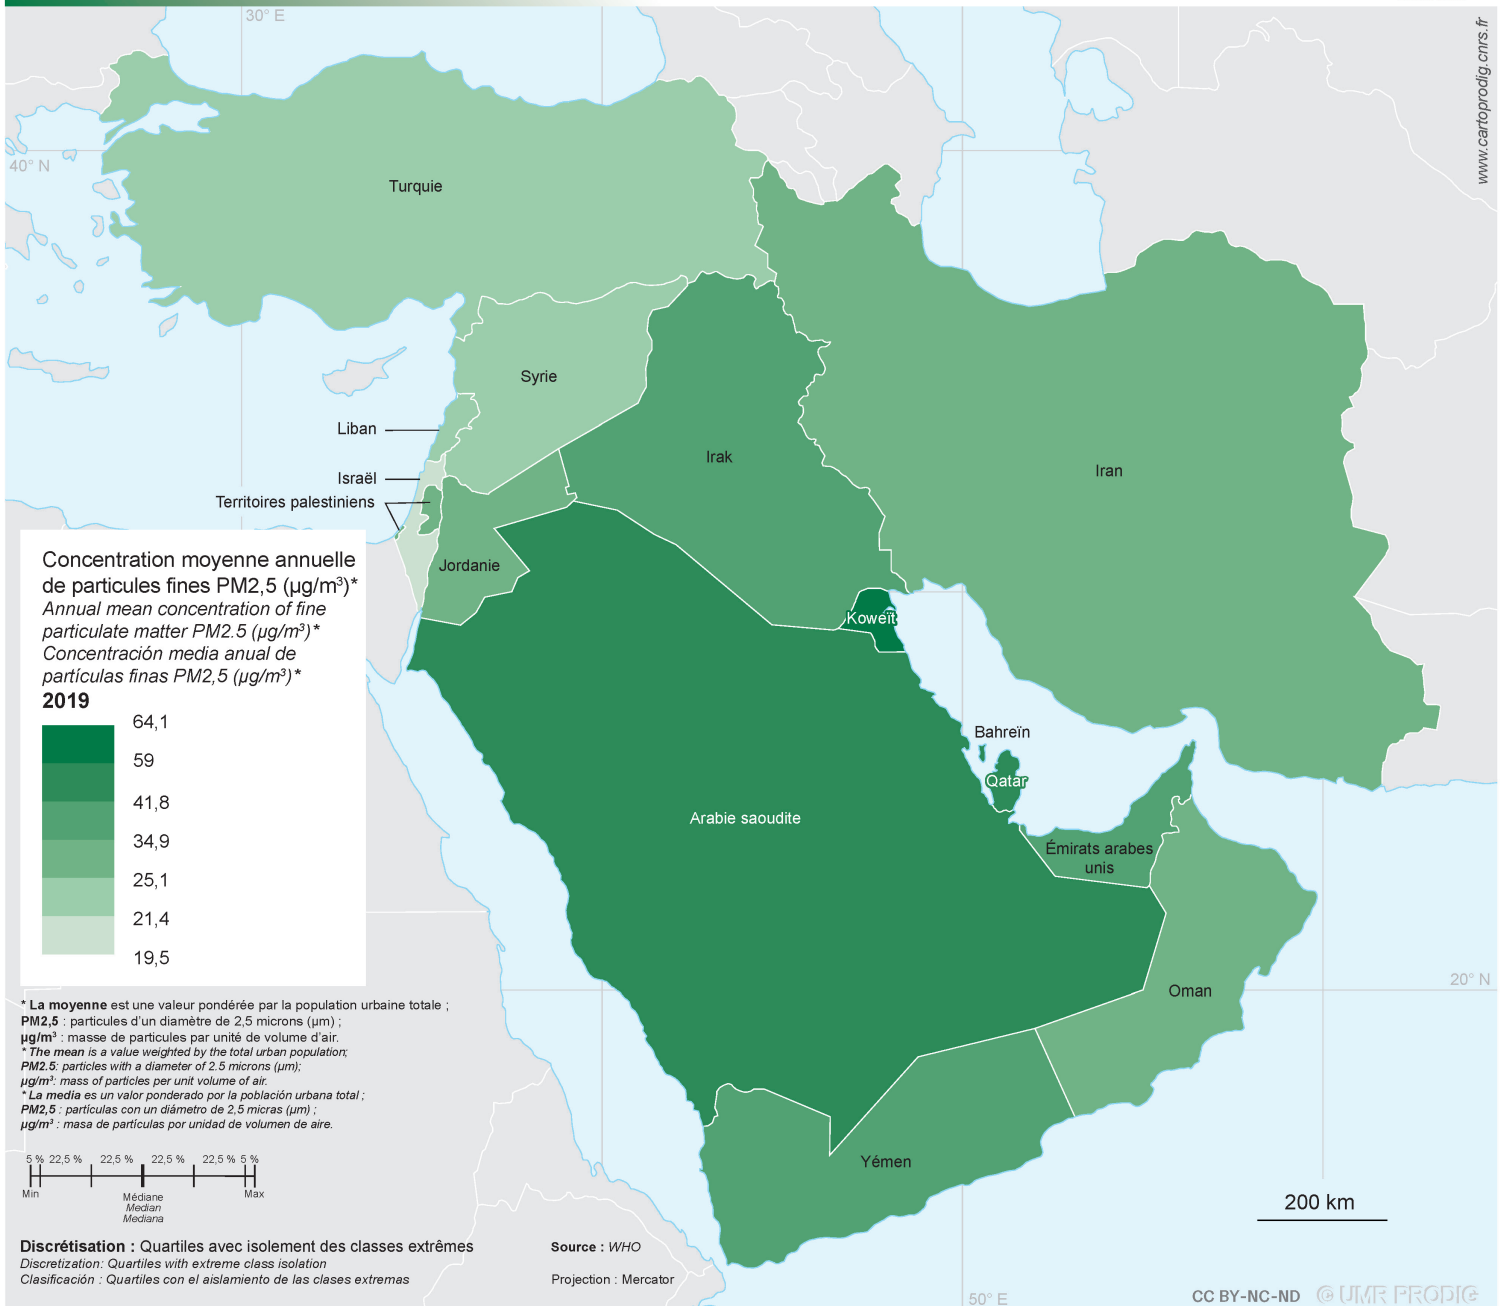 30° E
www.cartoprodig.cnrs.fr
40° N
Turquie
Syrie
Liban
Irak
Iran
Israël
Territoires palestiniens
Jordanie
Koweït
Bahreïn
Qatar
Arabie saoudite
Émirats arabes
unis
Oman
20° N
Yémen
Concentration moyenne annuelle
de particules fines PM2,5 (µg/m³)*
Annual mean concentration of fine
particulate matter PM2.5 (µg/m³)*
Concentración media anual de
partículas finas PM2,5 (µg/m³)*
2019
64,1
59
41,8
34,9
25,1
21,4
19,5
* La moyenne est une valeur pondérée par la population urbaine totale ;
PM2,5 : particules d'un diamètre de 2,5 microns (µm) ;
µg/m³ : masse de particules par unité de volume d'air.
* The mean is a value weighted by the total urban population;
PM2.5: particles with a diameter of 2.5 microns (µm);
µg/m³: mass of particles per unit volume of air.
* La media es un valor ponderado por la población urbana total ;
PM2,5 : partículas con un diámetro de 2,5 micras (µm) ;
µg/m³ : masa de partículas por unidad de volumen de aire.
5 % 22,5 % 22,5 % 22,5 % 22,5 % 5 %
Min Max
Médiane
Median
Mediana
200 km
Discrétisation : Quartiles avec isolement des classes extrêmes
Discretization: Quartiles with extreme class isolation
Clasificación : Quartiles con el aislamiento de las clases extremas
Source : WHO
Projection : Mercator
50° E
CC BY-NC-ND © UMR PRODIG